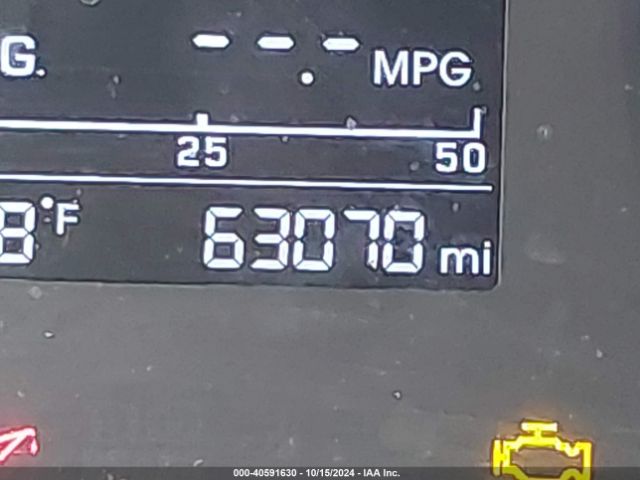 G. --.- MPG
25 50
8°F 63070 mi
000-40591630 - 10/15/2024 - IAA Inc.